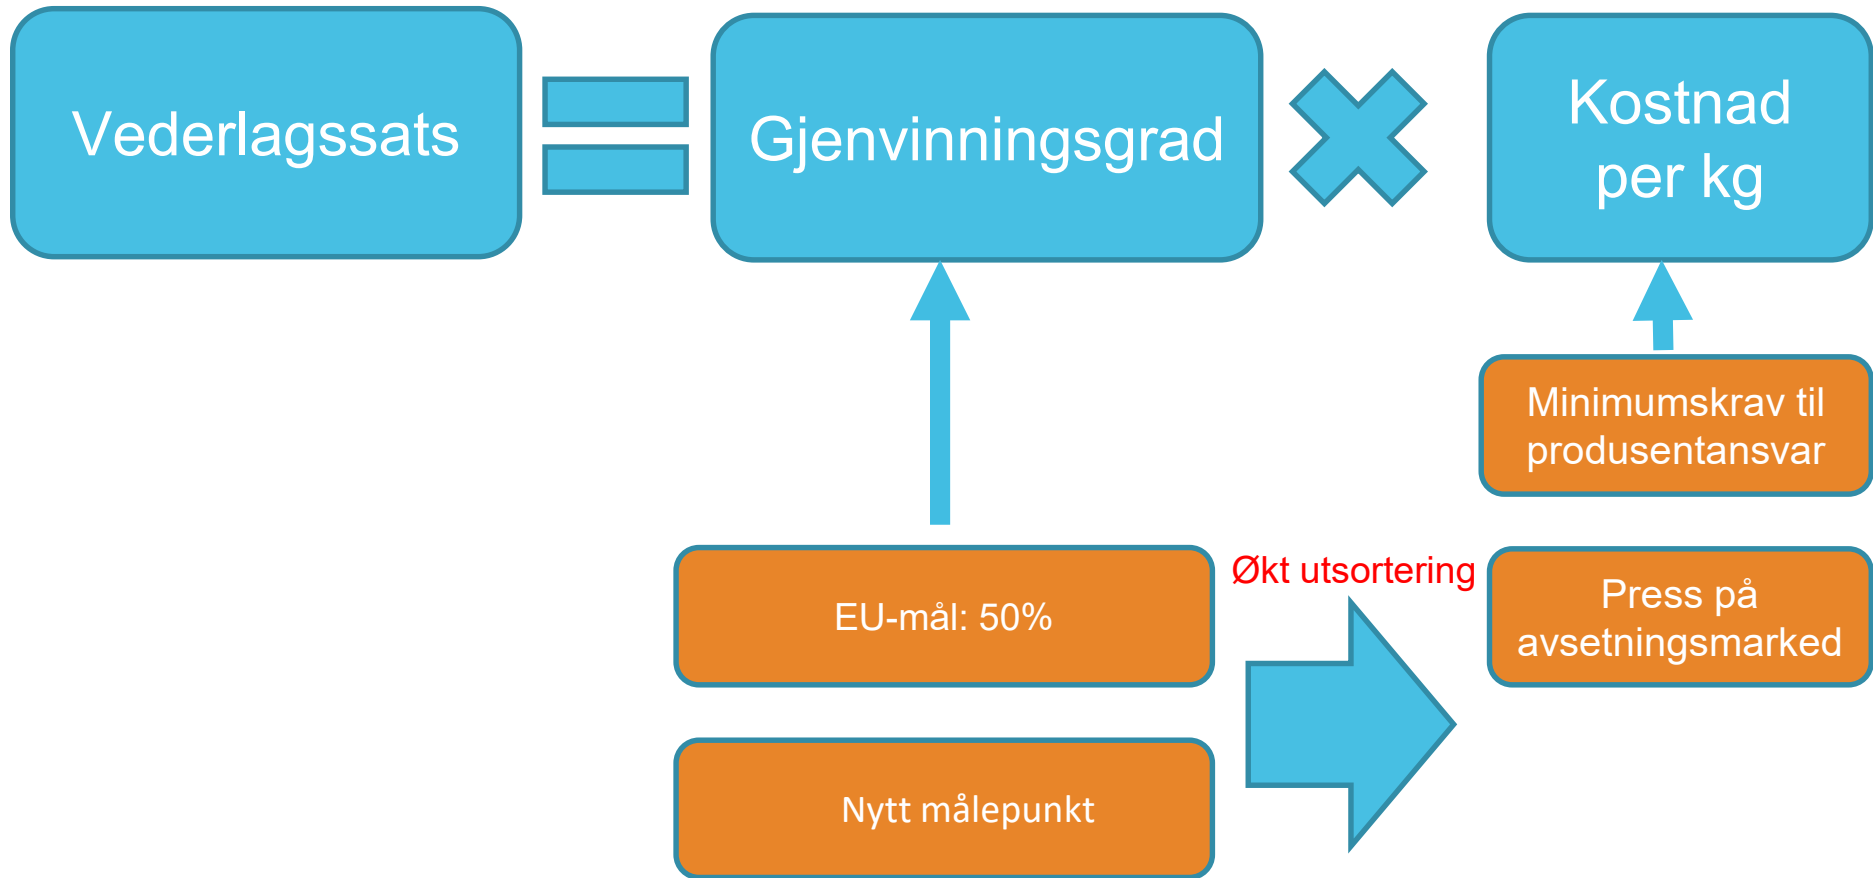 Vederlagssats
Gjenvinningsgrad
Kostnad
per kg
Minimumskrav til
produsentansvar
EU-mål: 50%
Økt utsortering
Press på
avsetningsmarked
Nytt målepunkt